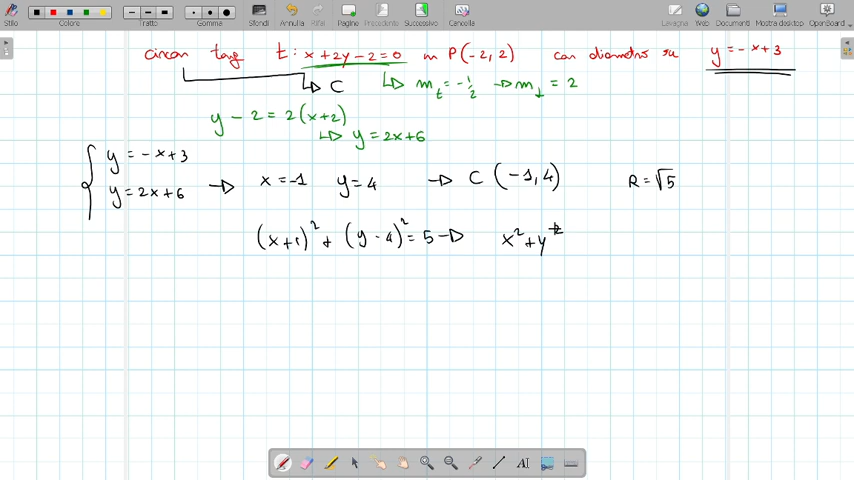 Colore Tratto Gomma Sfondi Annulla Rifai Pagine Precedente Successivo Cancella Lavagna Web Documenti Mostra desktop OpenBoard
circon tang t: x+2y-2=0 in P(-2,2) con diametro su y=-x+3
C m_t=-1/2 m_⊥=2
y-2=2(x+2)
y=2x+6
y=-x+3
y=2x+6 x=-1 y=4 C(-1,4) R=√5
(x+1)²+(y-4)²=5 x²+y²